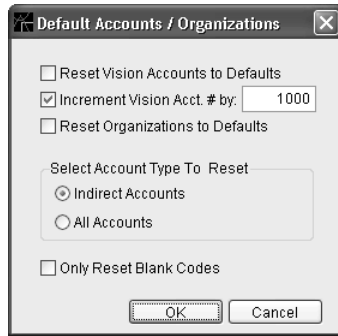 Default Accounts / Organizations
Reset Vision Accounts to Defaults
Increment Vision Acct. # by: 1000
Reset Organizations to Defaults
Select Account Type To Reset
Indirect Accounts
All Accounts
Only Reset Blank Codes
OK Cancel